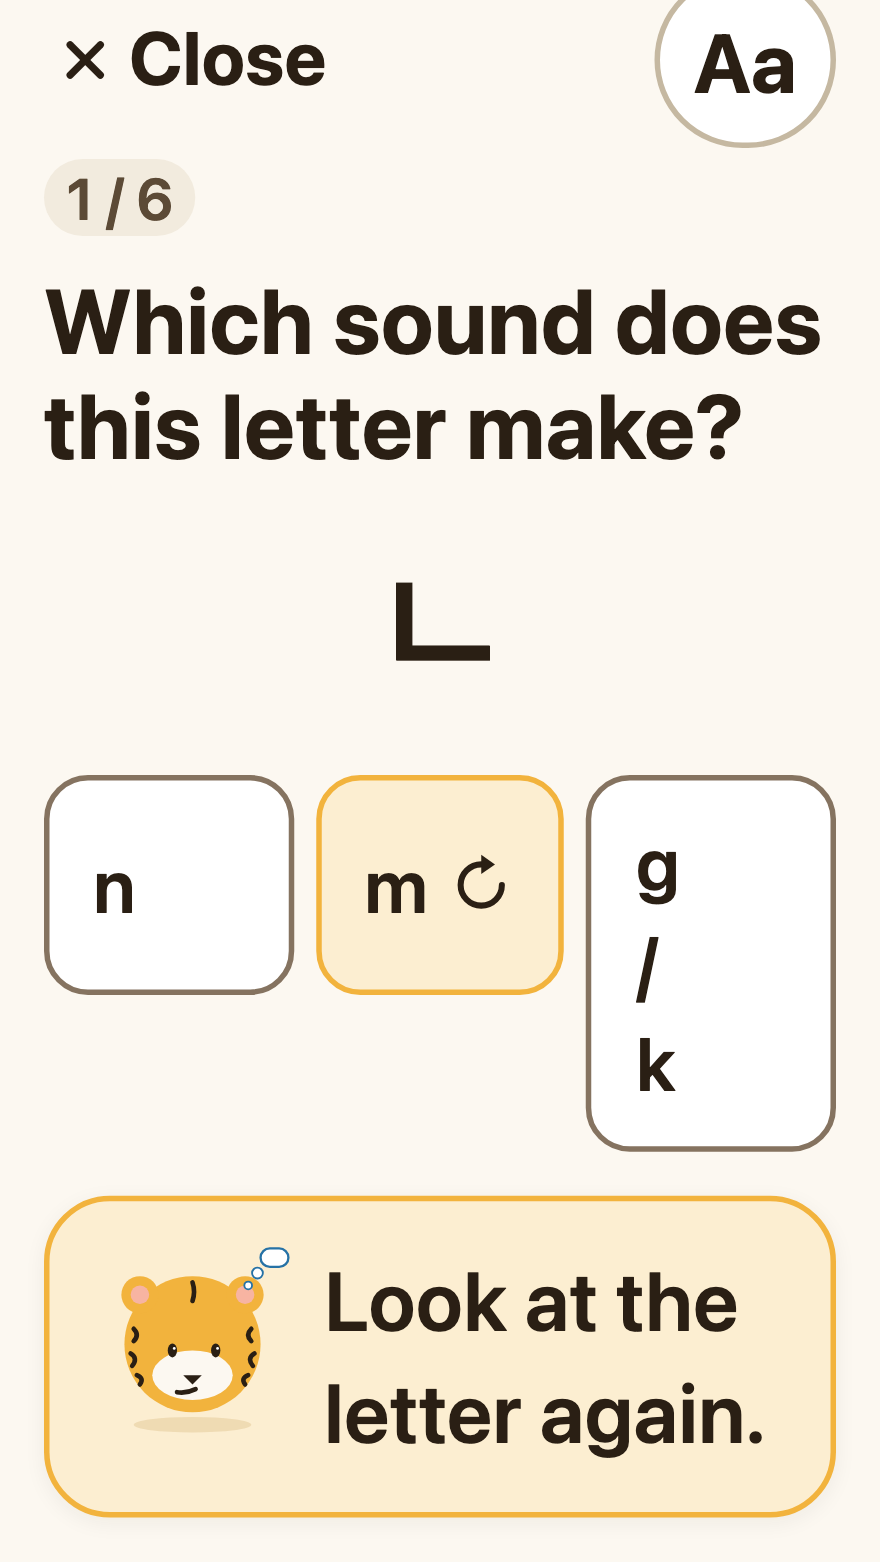 Close
Aa
1 / 6
Which sound does
this letter make?
ㄴ
n
m
g
/
k
Look at the
letter again.